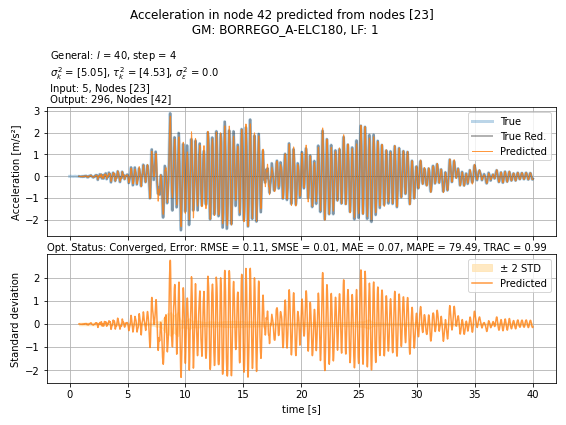 Acceleration in node 42 predicted from nodes [23]
GM: BORREGO_A-ELC180, LF: 1
General: l = 40, step = 4
σ²ₖ = [5.05], τ²ₖ = [4.53], σ²ε = 0.0
Input: 5, Nodes [23]
Output: 296, Nodes [42]
3
2
1
0
−1
−2
Acceleration [m/s²]
True
True Red.
Predicted
Opt. Status: Converged, Error: RMSE = 0.11, SMSE = 0.01, MAE = 0.07, MAPE = 79.49, TRAC = 0.99
2
1
0
−1
−2
Standard deviation
± 2 STD
Predicted
0 5 10 15 20 25 30 35 40
time [s]